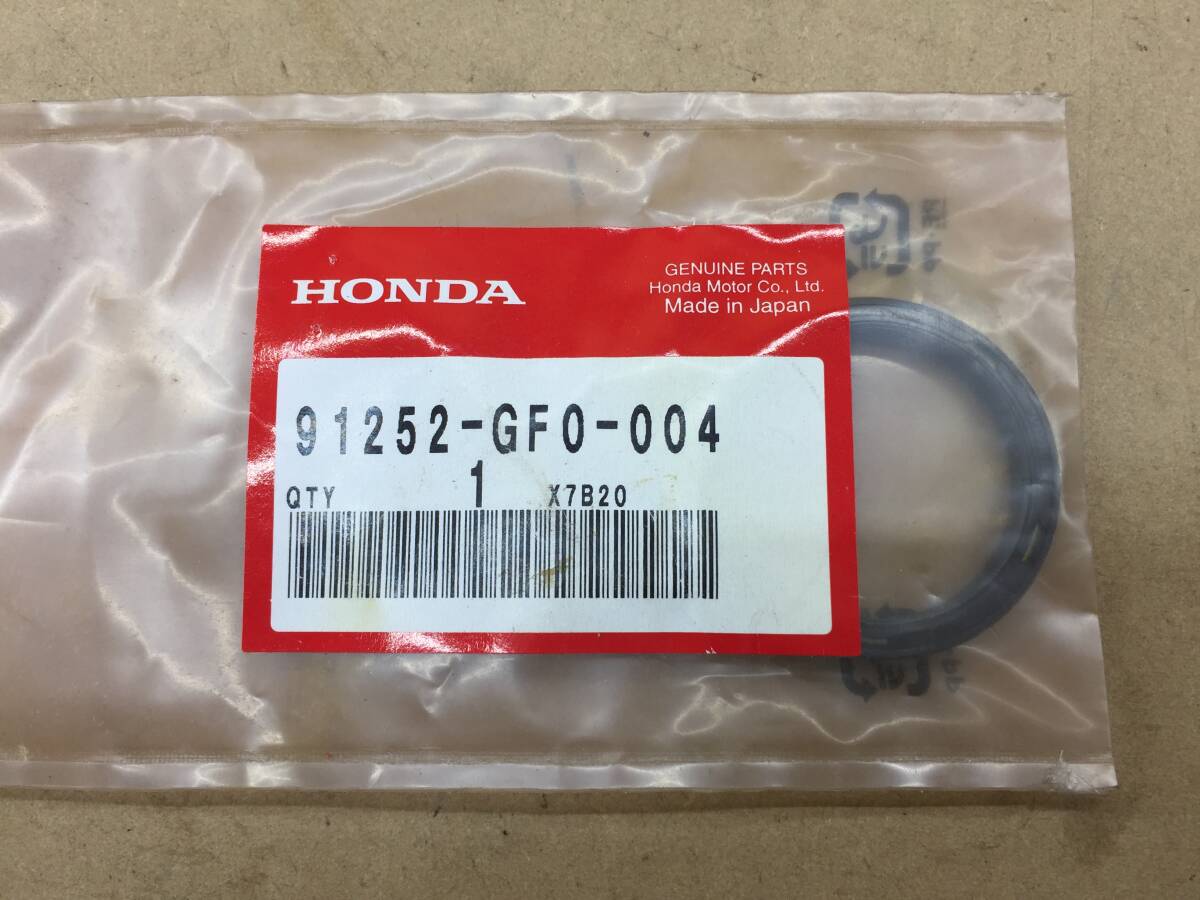 HONDA
GENUINE PARTS
Honda Motor Co., Ltd.
Made in Japan
91252-GF0-004
QTY 1 X7B20